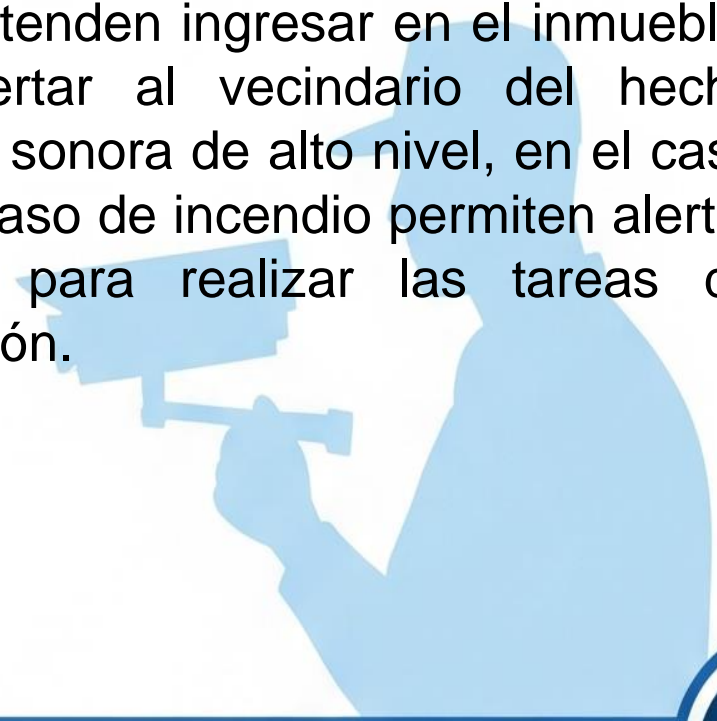 tenden ingresar en el inmuebl
ertar al vecindario del hech
sonora de alto nivel, en el cas
aso de incendio permiten alert
para realizar las tareas
ón.